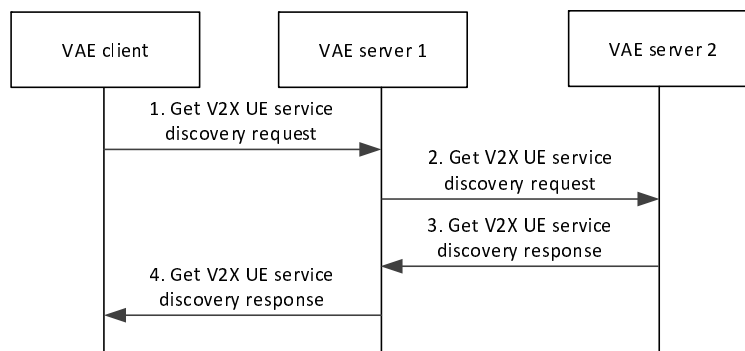 VAE client
VAE server 1
VAE server 2
1. Get V2X UE service
discovery request
2. Get V2X UE service
discovery request
3. Get V2X UE service
discovery response
4. Get V2X UE service
discovery response